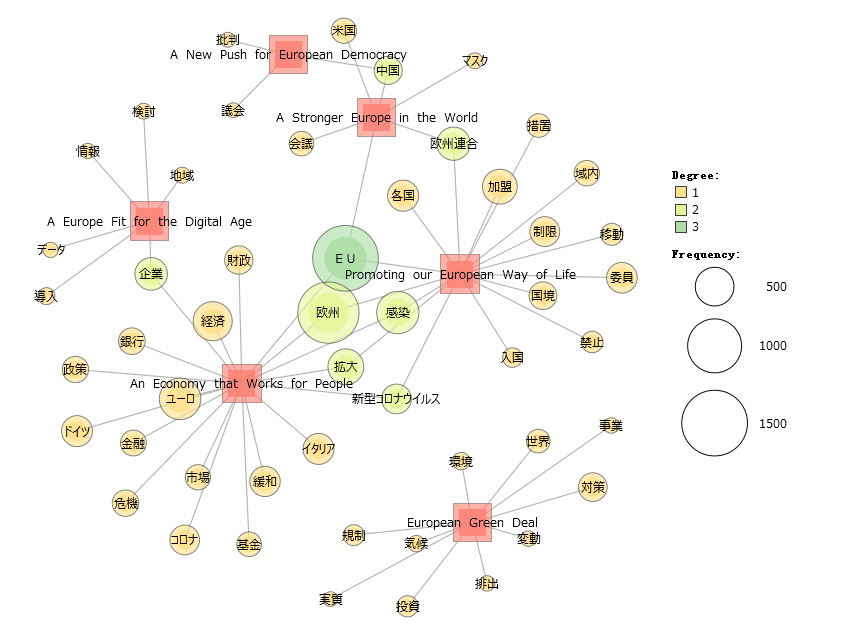 米国
批判
A New Push for European Democracy
マスク
中国
検討
議会
A Stronger Europe in the World
措置
会議
欧州連合
情報
地域
域内
加盟
各国
A Europe Fit for the Digital Age
制限
移動
データ
EU
財政
企業
Promoting our European Way of Life
委員
導入
国境
欧州
感染
経済
銀行
禁止
入国
政策
拡大
An Economy that Works for People
ユーロ
新型コロナウイルス
ドイツ
金融
イタリア
世界
事業
環境
市場
緩和
対策
危機
European Green Deal
規制
変動
コロナ
基金
気候
排出
実質
投資
Degree:
1
2
3
Frequency:
500
1000
1500